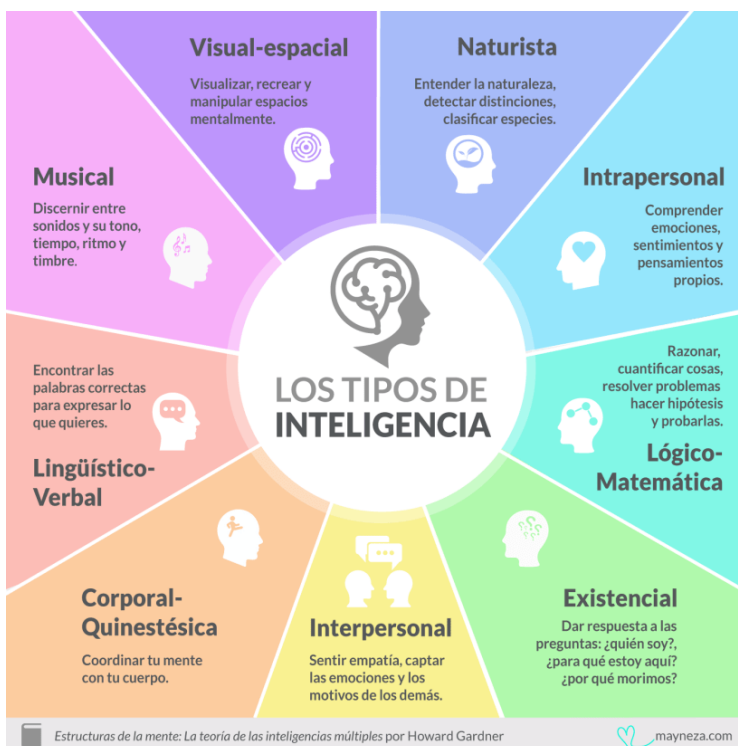 Visual-espacial
Visualizar, recrear y
manipular espacios
mentalmente.
Naturista
Entender la naturaleza,
detectar distinciones,
clasificar especies.
Musical
Discernir entre
sonidos y su tono,
tiempo, ritmo y
timbre.
Intrapersonal
Comprender
emociones,
sentimientos y
pensamientos
propios.
LOS TIPOS DE
INTELIGENCIA
Encontrar las
palabras correctas
para expresar lo
que quieres.
Lingüístico-
Verbal
Razonar,
cuantificar cosas,
resolver problemas
hacer hipótesis
y probarlas.
Lógico-
Matemática
Corporal-
Quinestésica
Coordinar tu mente
con tu cuerpo.
Interpersonal
Sentir empatía, captar
las emociones y los
motivos de los demás.
Existencial
Dar respuesta a las
preguntas: ¿quién soy?,
¿para qué estoy aquí?
¿por qué morimos?
Estructuras de la mente: La teoría de las inteligencias múltiples por Howard Gardner
mayneza.com